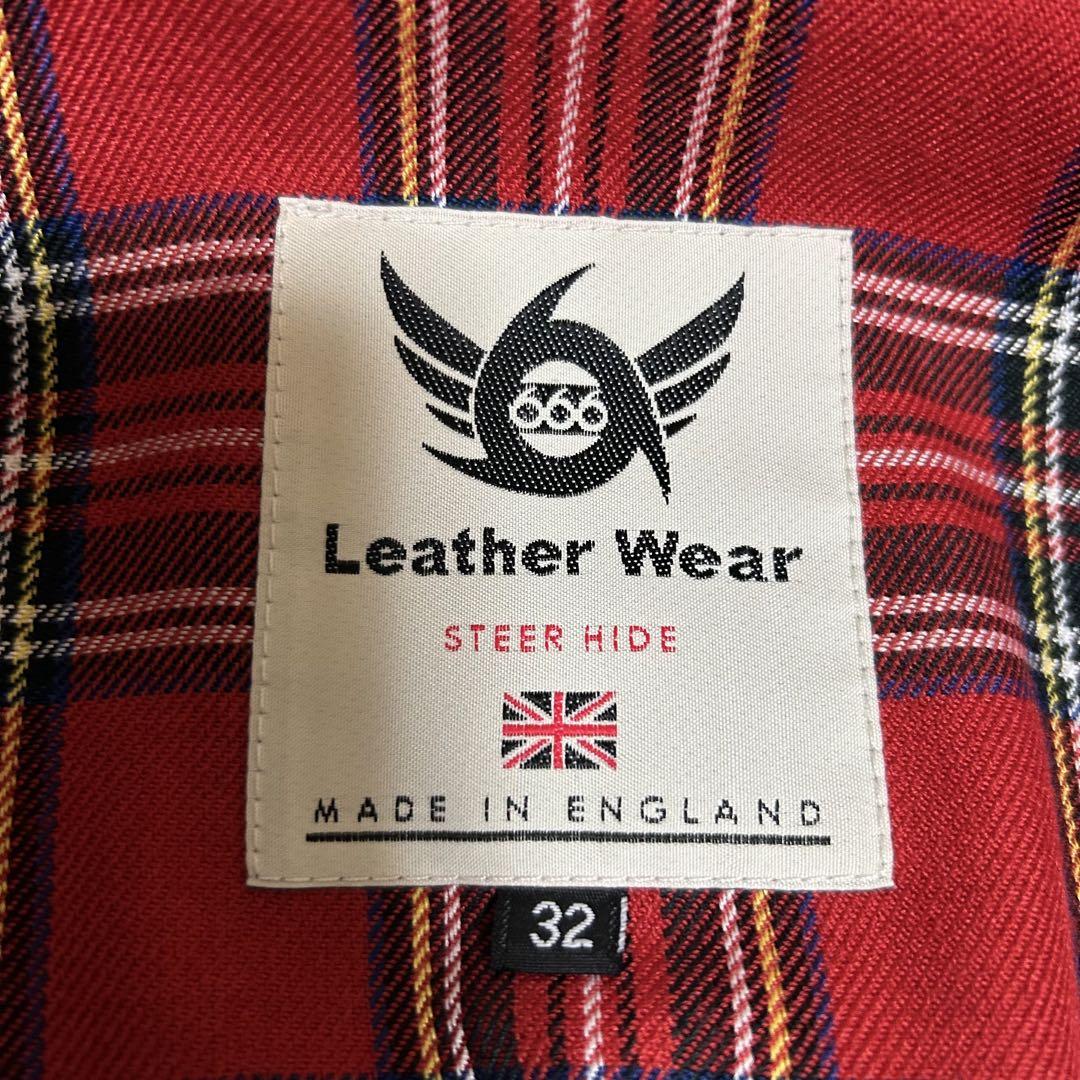 666
Leather Wear
STEER HIDE
MADE IN ENGLAND
32